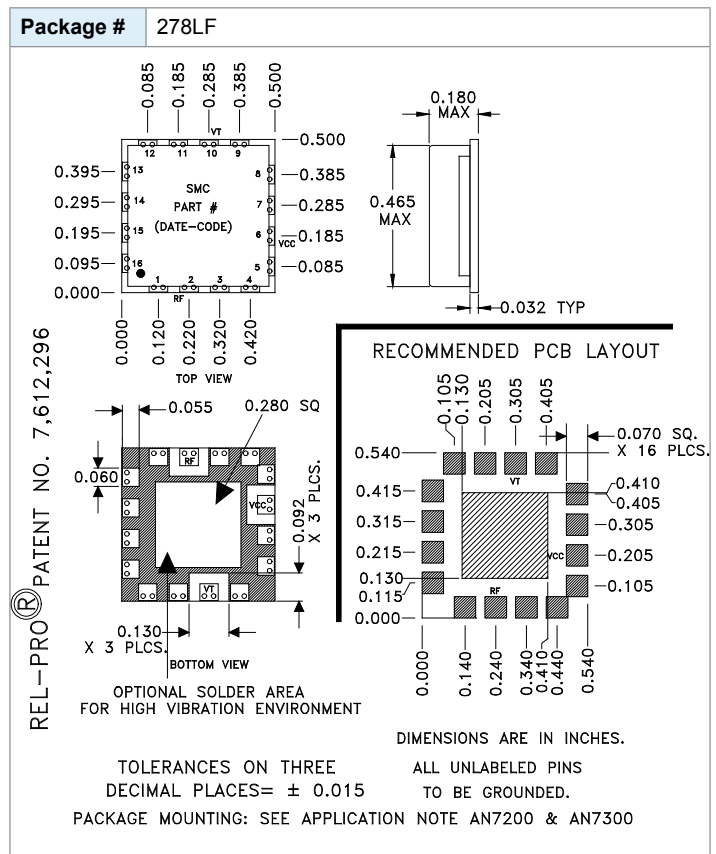 Package # 278LF
0.085
0.185
0.285
0.385
0.500
VT
12 11 10 9
0.500
0.395 13
8 0.385
0.295 14
7 0.285
0.195 15
6 VCC 0.185
0.095 16
5 0.085
0.000
SMC
PART #
(DATE-CODE)
1 2 3 4
RF
0.000
0.120
0.220
0.320
0.420
TOP VIEW
0.180
MAX
0.465
MAX
0.032 TYP
REL-PRO® PATENT NO. 7,612,296
0.055
0.280 SQ
RF
0.060
VCC
0.092
X 3 PLCS.
VT
0.130
X 3 PLCS.
BOTTOM VIEW
OPTIONAL SOLDER AREA
FOR HIGH VIBRATION ENVIRONMENT
RECOMMENDED PCB LAYOUT
0.105
0.130
0.205
0.305
0.405
0.070 SQ.
X 16 PLCS.
0.540
VT
0.410
0.415
0.405
0.315
0.305
0.215
VCC
0.205
0.130
0.105
0.115
RF
0.000
0.000
0.140
0.240
0.340
0.410
0.440
0.540
DIMENSIONS ARE IN INCHES.
TOLERANCES ON THREE
DECIMAL PLACES= ± 0.015
ALL UNLABELED PINS
TO BE GROUNDED.
PACKAGE MOUNTING: SEE APPLICATION NOTE AN7200 & AN7300